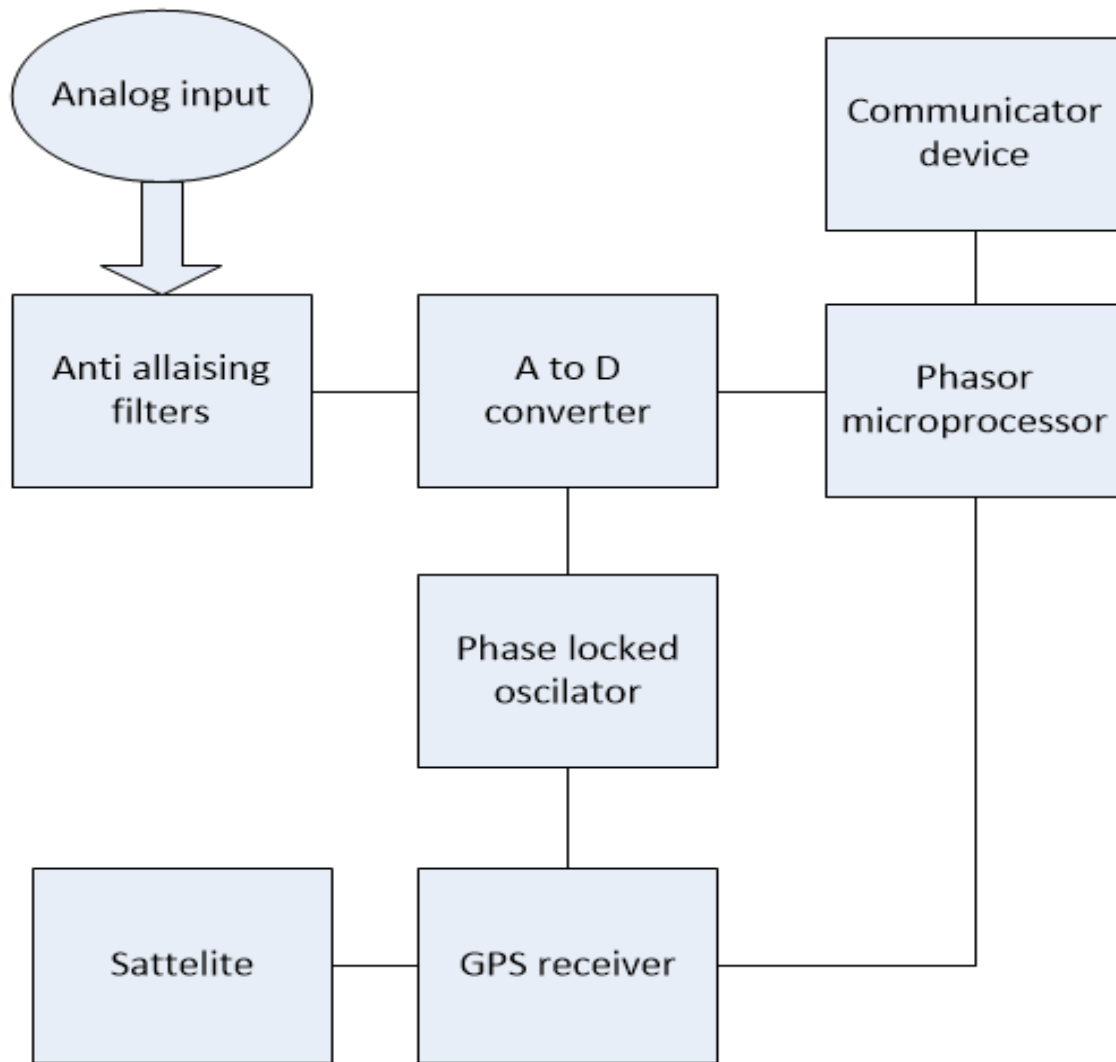 Analog input
Communicator
device
Anti allaising
filters
A to D
converter
Phasor
microprocessor
Phase locked
oscilator
Sattelite
GPS receiver